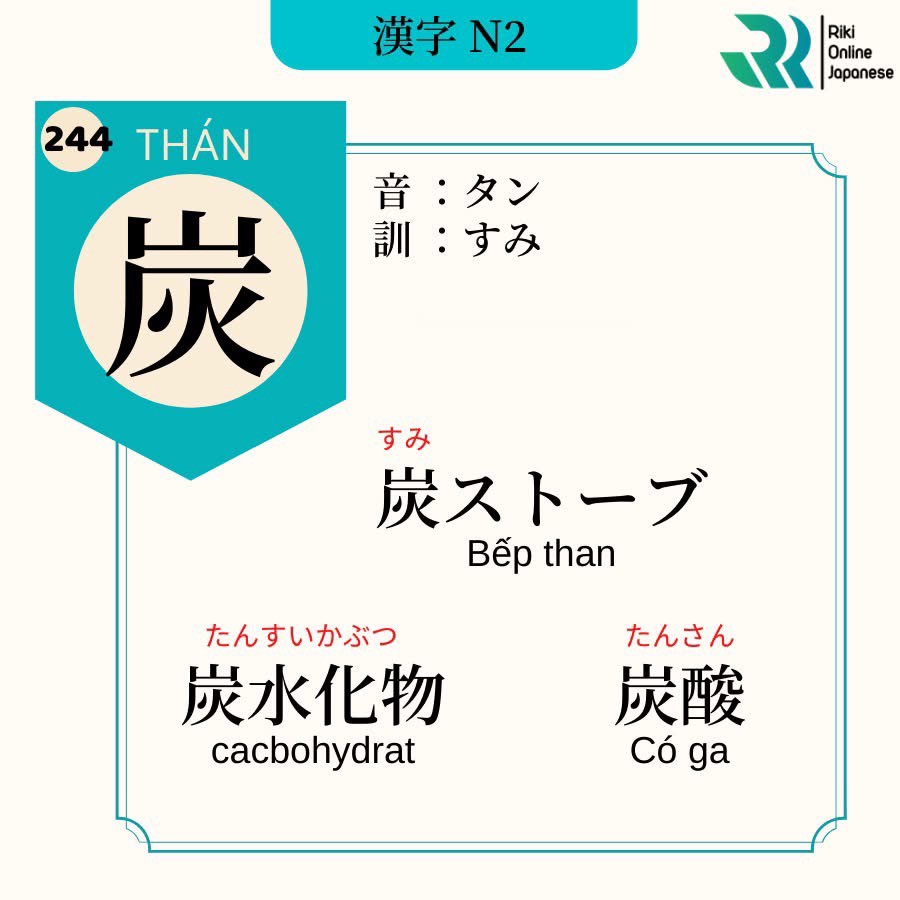 漢字 N2
Riki
Online
Japanese
244
THÁN
炭
音 ：タン
訓 ：すみ
すみ
炭ストーブ
Bếp than
たんすいかぶつ
炭水化物
cacbohydrat
たんさん
炭酸
Có ga